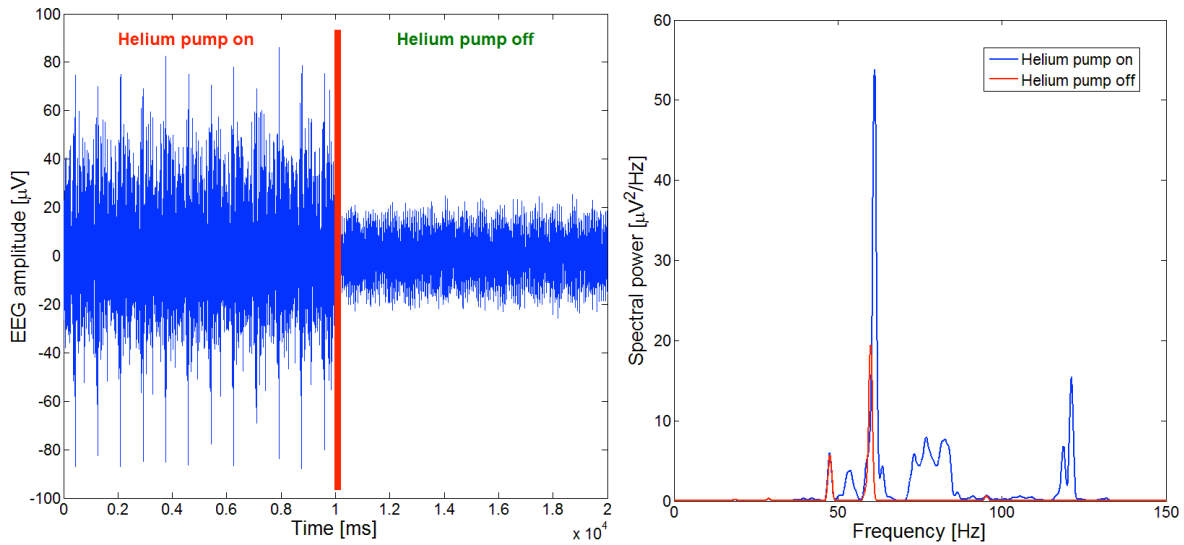 Helium pump on
Helium pump off
EEG amplitude [μV]
100
80
60
40
20
0
-20
-40
-60
-80
-100
0 0.2 0.4 0.6 0.8 1 1.2 1.4 1.6 1.8 2
Time [ms]
x 10⁴
Spectral power [μV²/Hz]
60
50
40
30
20
10
0
Helium pump on
Helium pump off
0 50 100 150
Frequency [Hz]